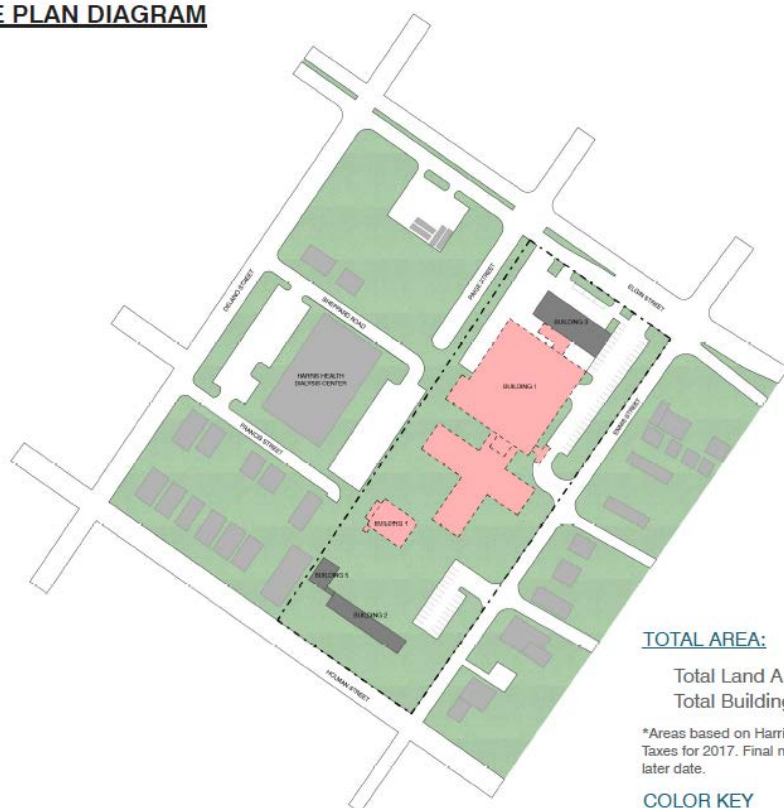 E PLAN DIAGRAM
ELGIN STREET
PAIGE STREET
DELANO STREET
SHEPPARD ROAD
BUILDING 3
HARRIS HEALTH
DIALYSIS CENTER
BUILDING 1
ENNIS STREET
FRANCIS STREET
BUILDING 4
BUILDING 5
BUILDING 2
HOLMAN STREET
TOTAL AREA:
Total Land A
Total Building
*Areas based on Harri
Taxes for 2017. Final m
later date.
COLOR KEY